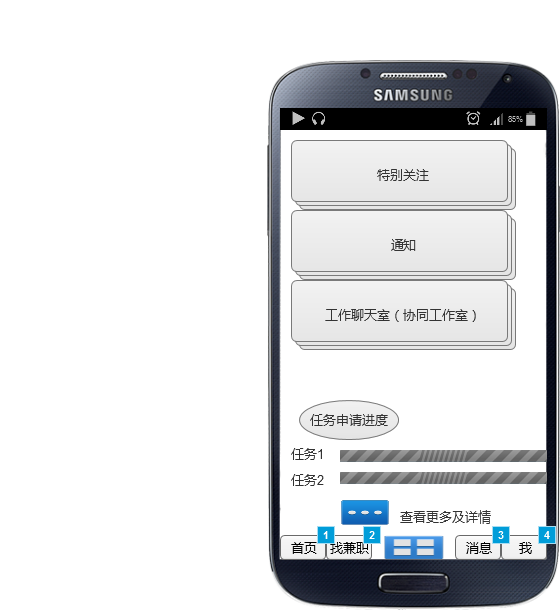 SAMSUNG
85%
特别关注
通知
工作聊天室（协同工作室）
任务申请进度
任务1
任务2
查看更多及详情
首页 1 找兼职 2 消息 3 我 4